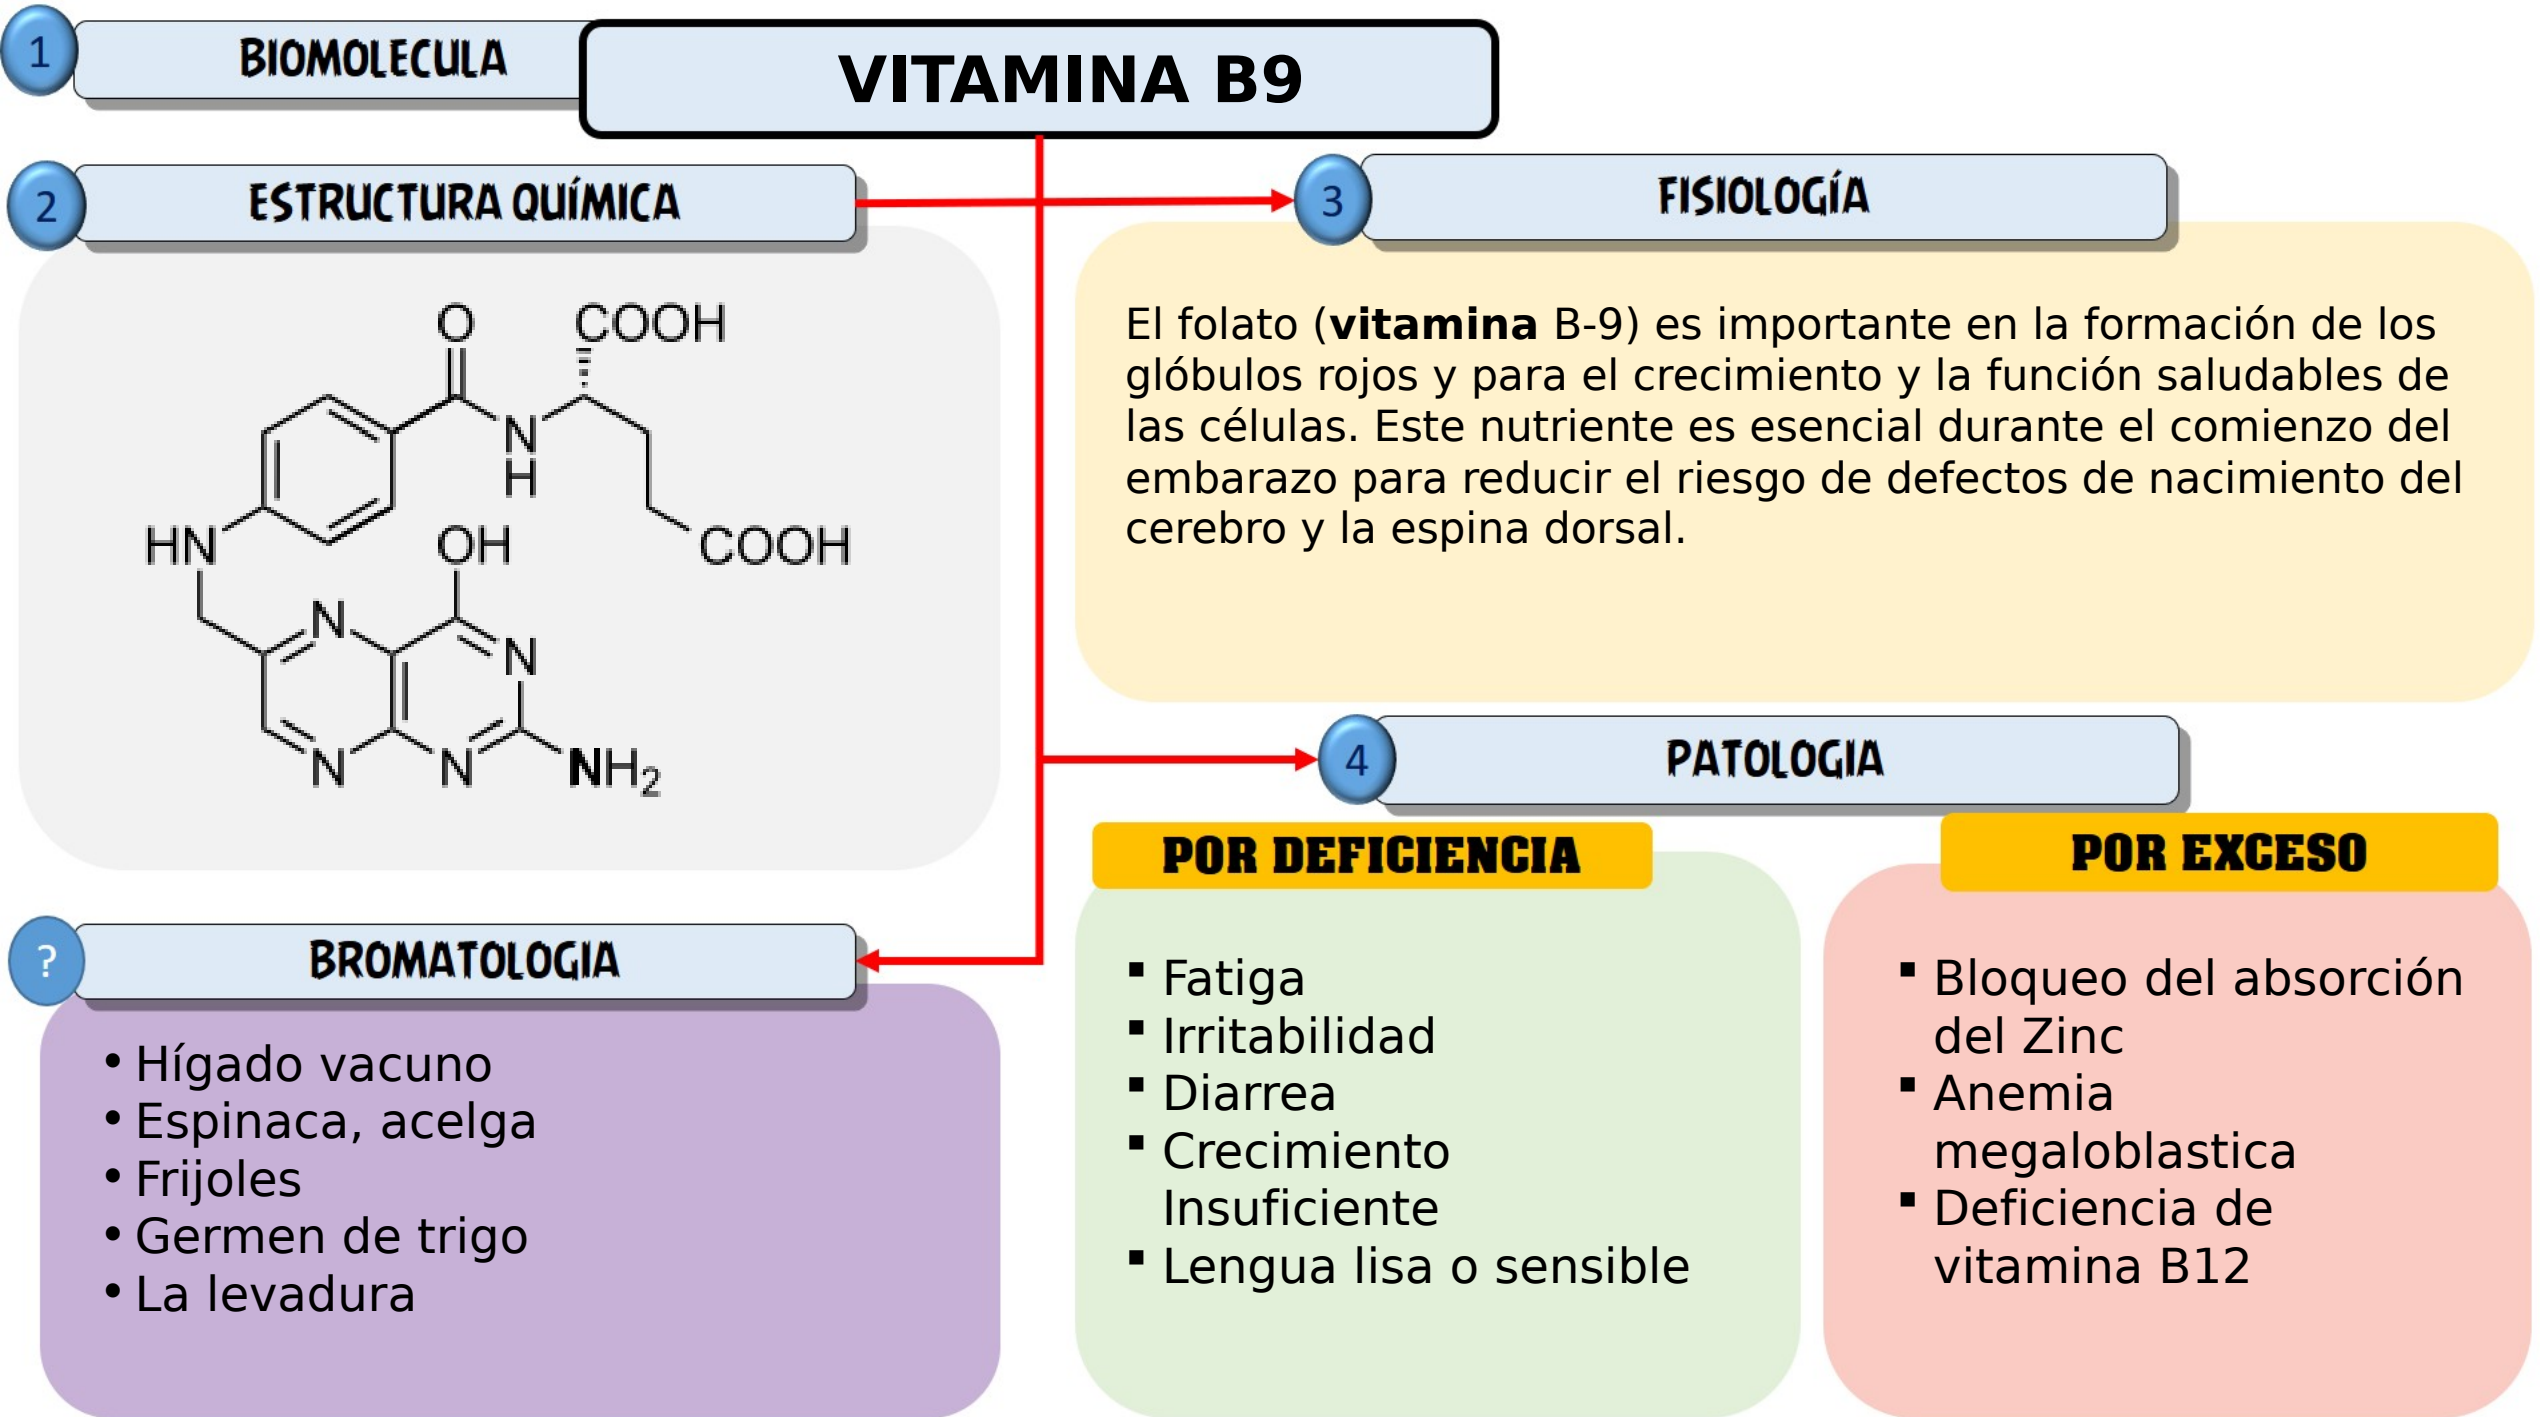 1
BIOMOLECULA
VITAMINA B9
2
ESTRUCTURA QUÍMICA
O
COOH
N
H
HN
OH
COOH
N
N
N
N
NH2
3
FISIOLOGÍA
El folato (vitamina B-9) es importante en la formación de los
glóbulos rojos y para el crecimiento y la función saludables de
las células. Este nutriente es esencial durante el comienzo del
embarazo para reducir el riesgo de defectos de nacimiento del
cerebro y la espina dorsal.
4
PATOLOGIA
POR DEFICIENCIA
▪ Fatiga
▪ Irritabilidad
▪ Diarrea
▪ Crecimiento
Insuficiente
▪ Lengua lisa o sensible
POR EXCESO
▪ Bloqueo del absorción
del Zinc
▪ Anemia
megaloblastica
▪ Deficiencia de
vitamina B12
?
BROMATOLOGIA
• Hígado vacuno
• Espinaca, acelga
• Frijoles
• Germen de trigo
• La levadura